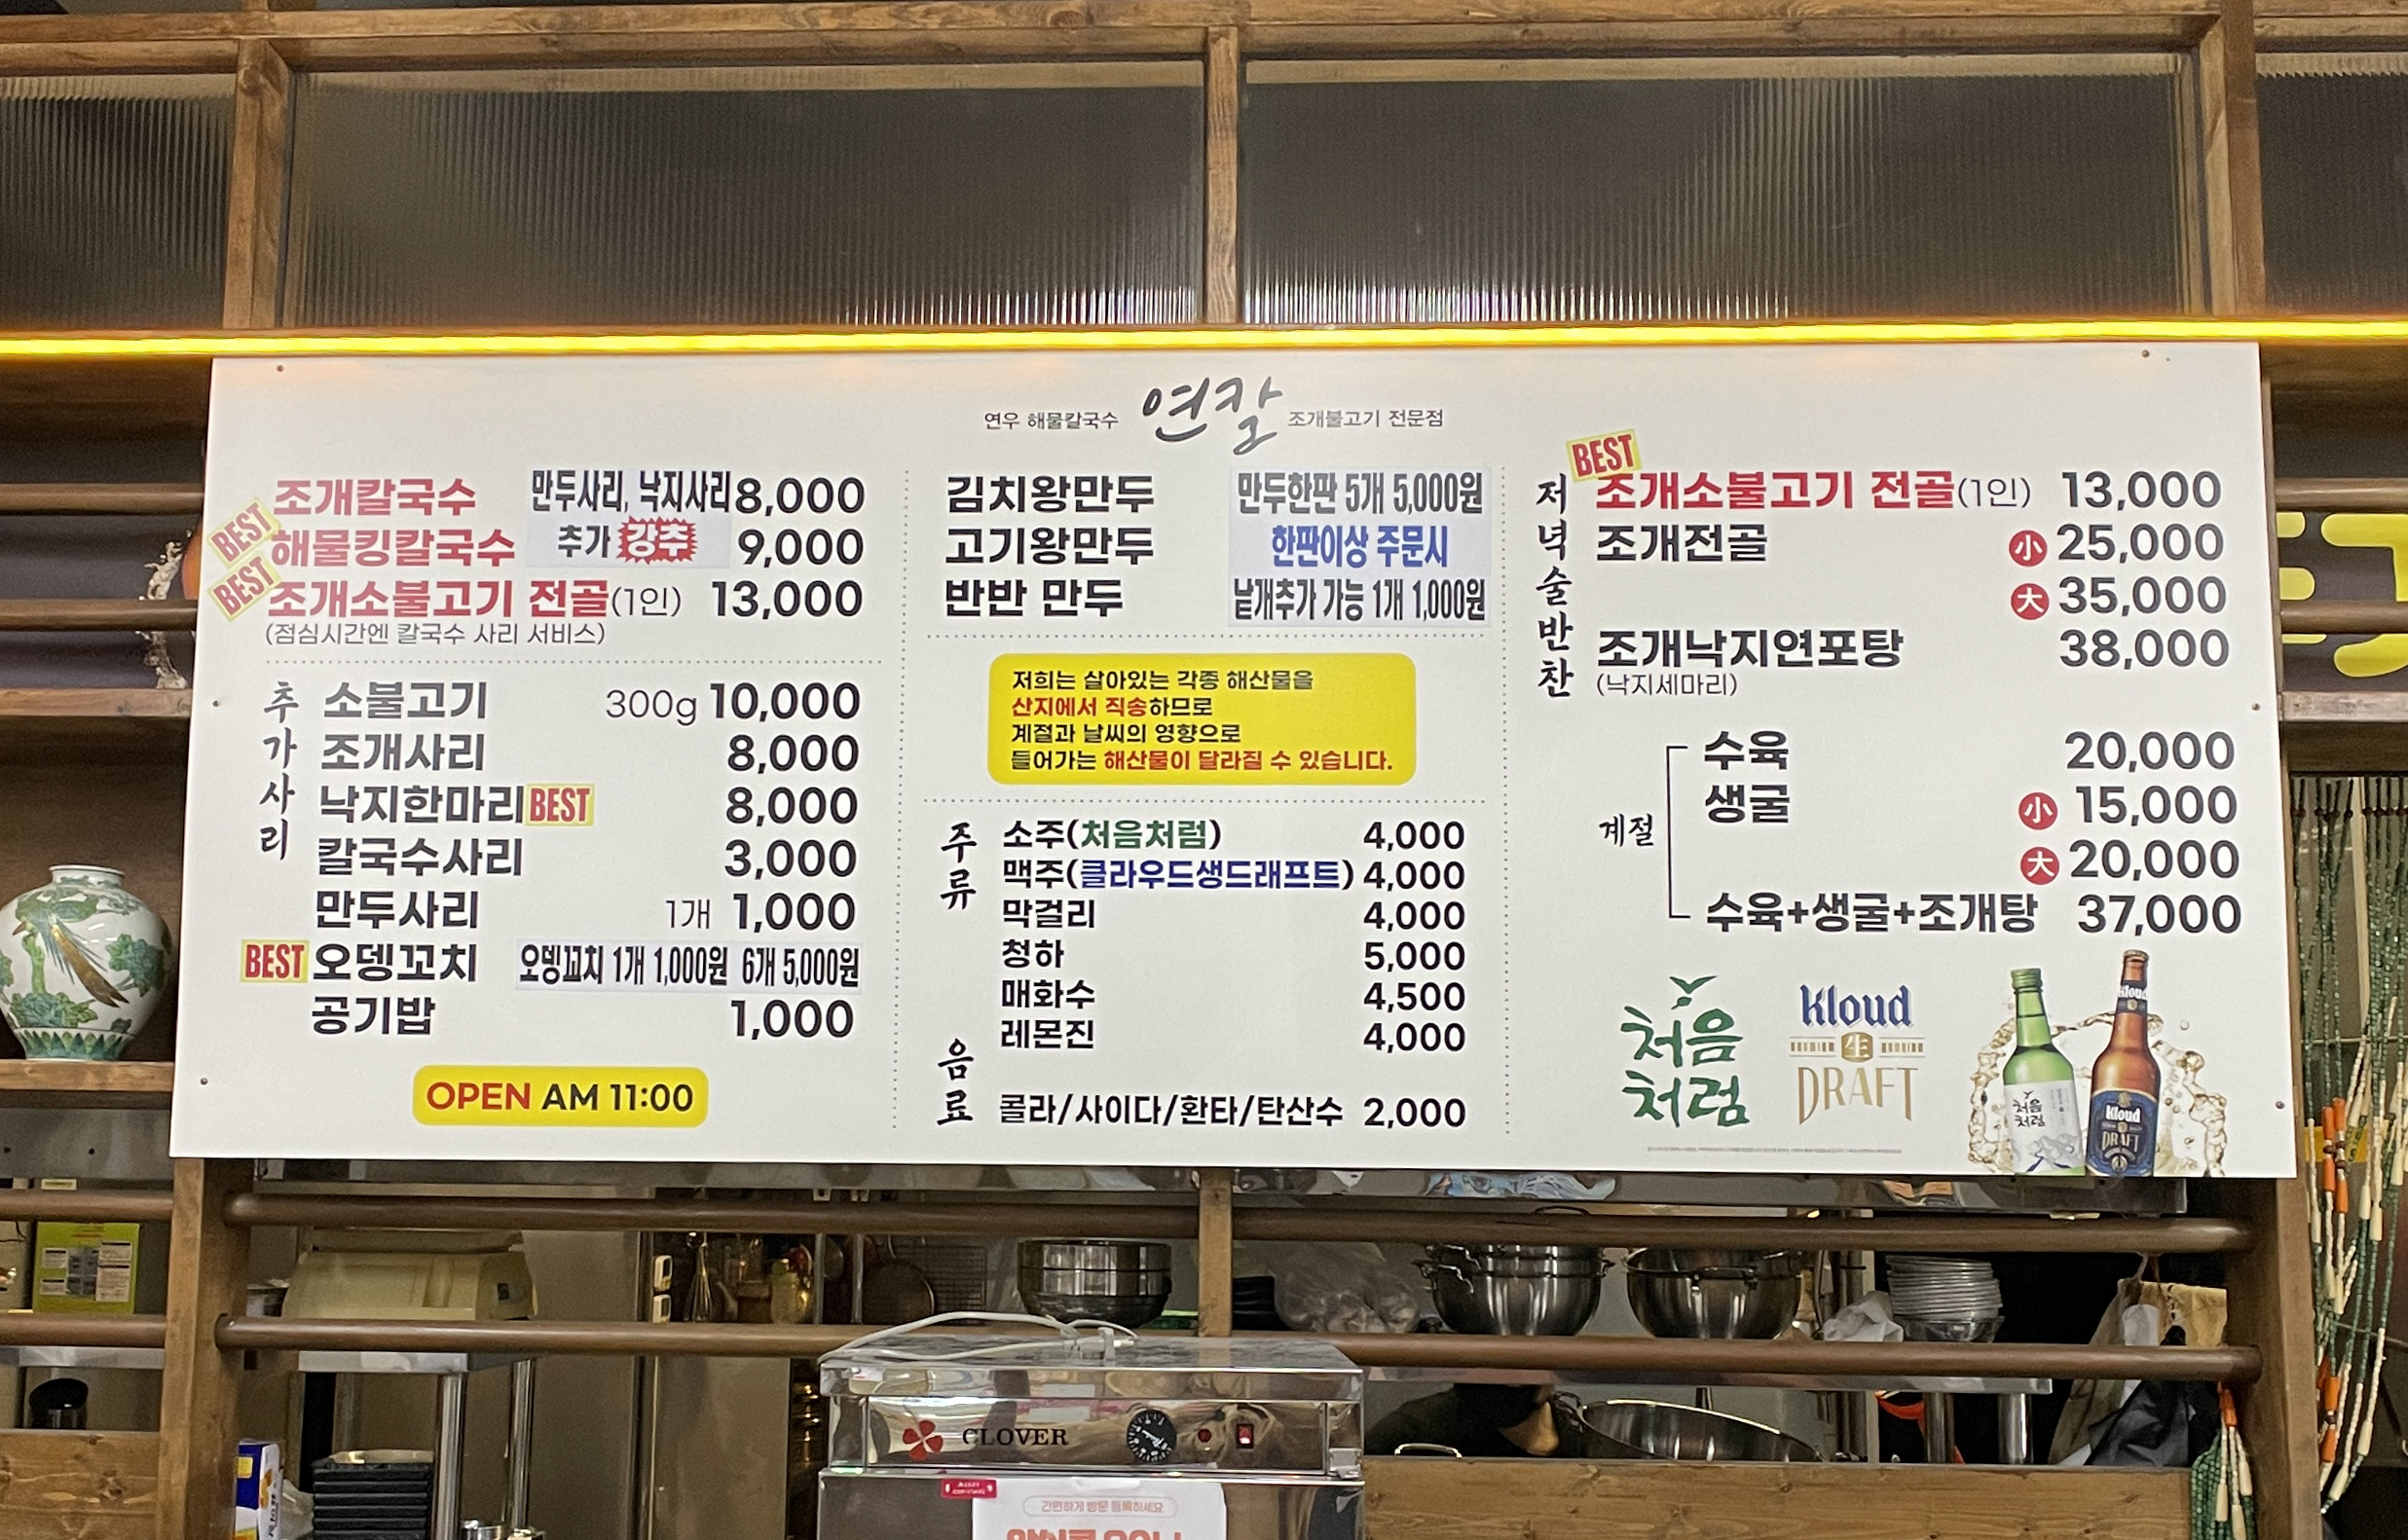 연우 해물칼국수 연칼 조개불고기 전문점
조개칼국수 8,000
BEST 해물킹칼국수 9,000
만두사리, 낙지사리
추가 강추
BEST 조개소불고기 전골(1인) 13,000
(점심시간엔 칼국수 사리 서비스)
추가사리
소불고기 300g 10,000
조개사리 8,000
낙지한마리 BEST 8,000
칼국수사리 3,000
만두사리 1개 1,000
BEST 오뎅꼬치 오뎅꼬치 1개 1,000원 6개 5,000원
공기밥 1,000
OPEN AM 11:00
김치왕만두
고기왕만두
반반 만두
만두한판 5개 5,000원
한판이상 주문시
낱개추가 가능 1개 1,000원
저희는 살아있는 각종 해산물을
산지에서 직송하므로
계절과 날씨의 영향으로
들어가는 해산물이 달라질 수 있습니다.
주류
소주(처음처럼) 4,000
맥주(클라우드생드래프트) 4,000
막걸리 4,000
청하 5,000
매화수 4,500
레몬진 4,000
음료
콜라/사이다/환타/탄산수 2,000
저녁술반찬
BEST
조개소불고기 전골(1인) 13,000
조개전골 小 25,000
大 35,000
조개낙지연포탕 38,000
(낙지세마리)
계절
수육 20,000
생굴 小 15,000
大 20,000
수육+생굴+조개탕 37,000
처음
처럼
Kloud
生
DRAFT
처음
처럼
Kloud
Kloud
DRAFT
CLOVER
간편하게 방문 등록하세요